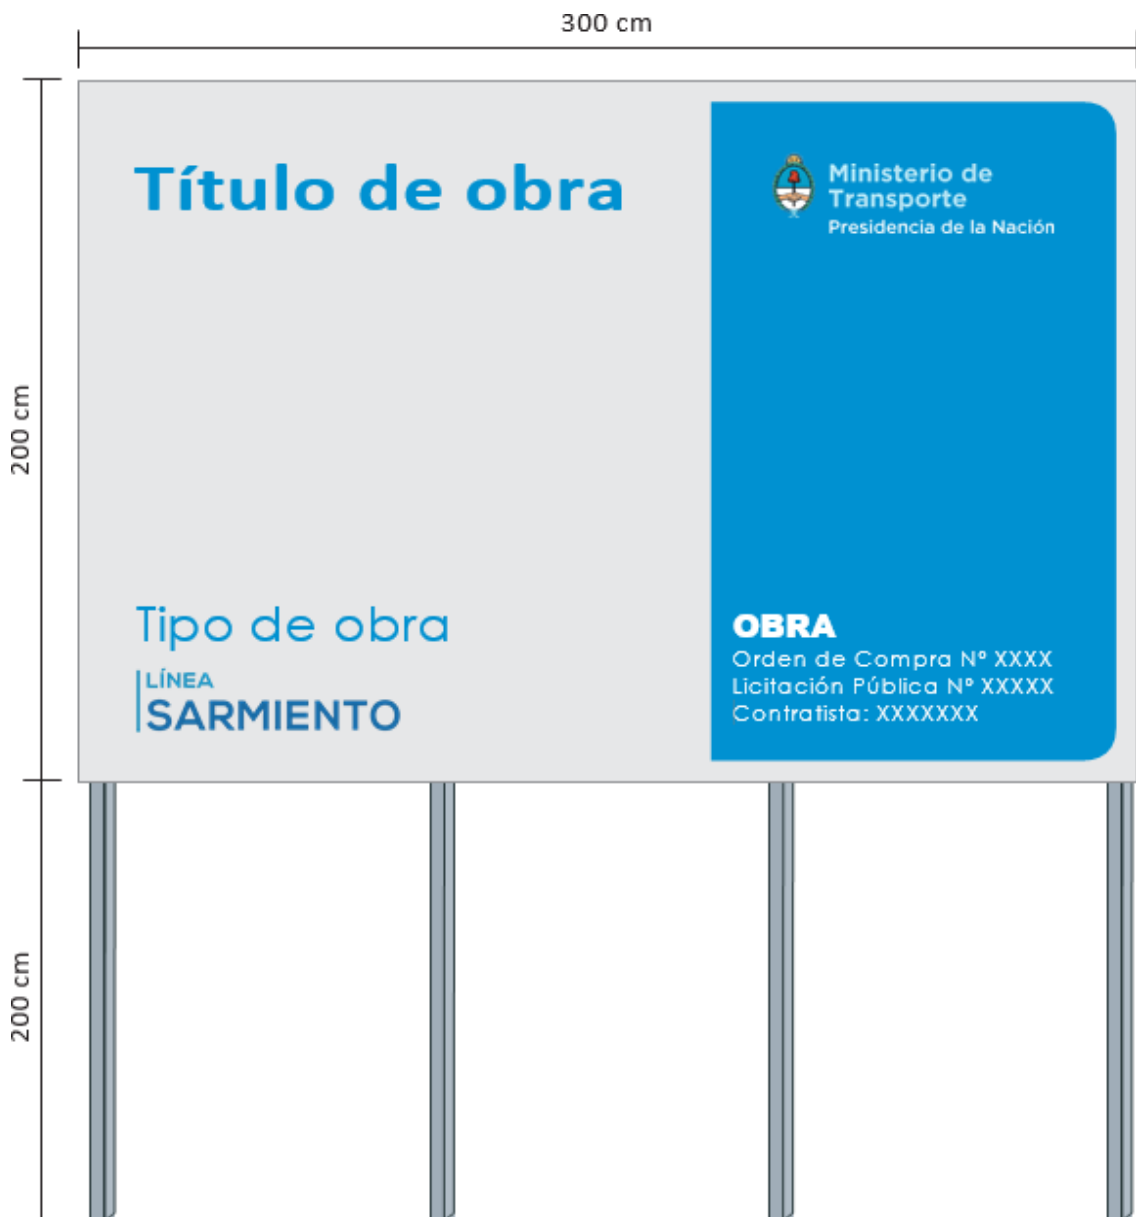 300 cm
200 cm
Título de obra
Ministerio de
Transporte
Presidencia de la Nación
Tipo de obra
LÍNEA
SARMIENTO
OBRA
Orden de Compra Nº XXXX
Licitación Pública Nº XXXXX
Contratista: XXXXXXX
200 cm